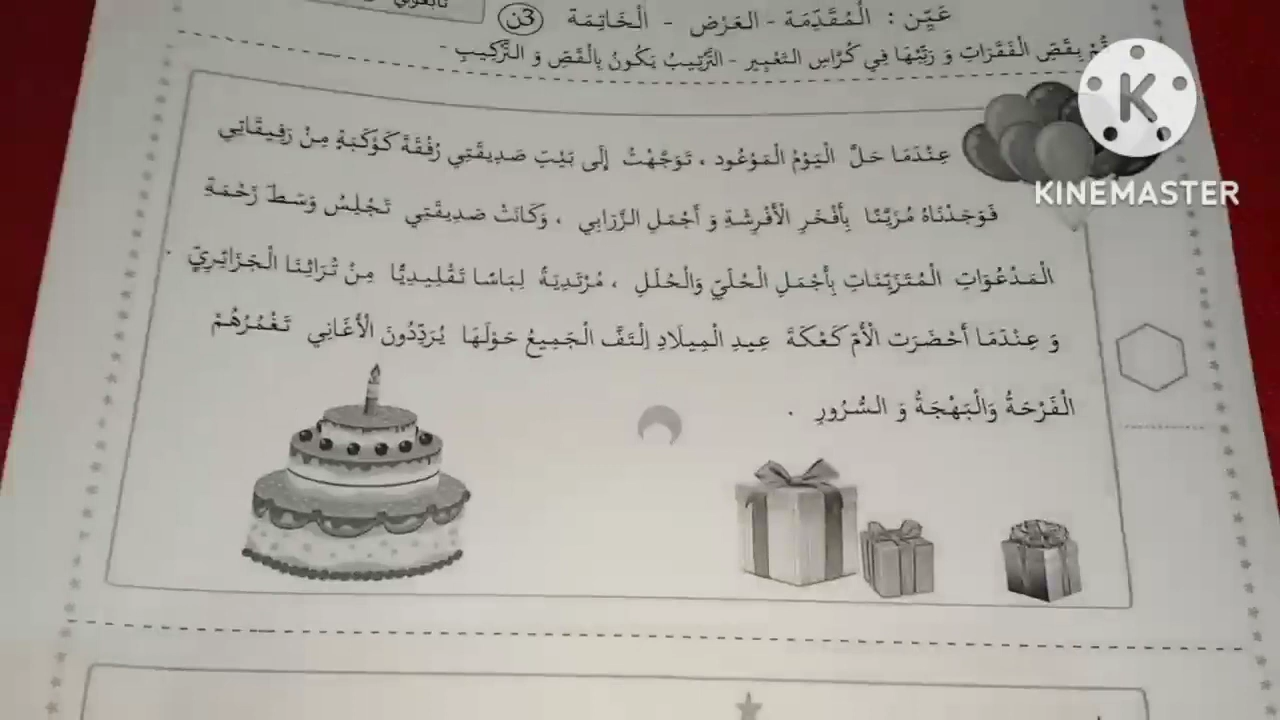 عَيِّن : الْمُقَدِّمَة - العَرْض - الْخَاتِمَة 3ن
قُمْ بِقَصِّ الْفَقَرَاتِ وَ رَتِّبْهَا فِي كُرَّاسِ التَعْبِير - التَّرْتِيبُ يَكُونُ بِالْقَصِّ وَ التَّرْكِيبِ -
KINEMASTER
عِنْدَمَا حَلَّ الْيَوْمُ الْمَوْعُود ، تَوَجَّهْتُ إِلَى بَيْتِ صَدِيقَتِي رُفْقَةَ كَوْكَبَةٍ مِنْ رَفِيقَاتِي
فَوَجَدْنَاهُ مُزَيَّنًا بِأَفْخَرِ الْأَفْرِشَةِ وَ أَجْمَلِ الزَّرَابِي ، وَكَانَتْ صَدِيقَتِي تَجْلِسُ وَسَطَ زَحْمَةِ
الْمَدْعُوَاتِ الْمُتَزَيِّنَاتِ بِأَجْمَلِ الْحُلَيِّ وَالْحُلَلِ ، مُرْتَدِيَةً لِبَاسًا تَقْلِيدِيًّا مِنْ تُرَاثِنَا الْجَزَائِرِيِّ .
وَ عِنْدَمَا أَحْضَرَت الْأُمّ كَعْكَةَ عِيدِ الْمِيلَادِ اِلْتَفَّ الْجَمِيعُ حَوْلَهَا يُرَدِّدُونَ الْأَغَانِي تَغْمُرُهُمْ
الْفَرْحَةُ وَالْبَهْجَةُ وَ السُّرُورِ .